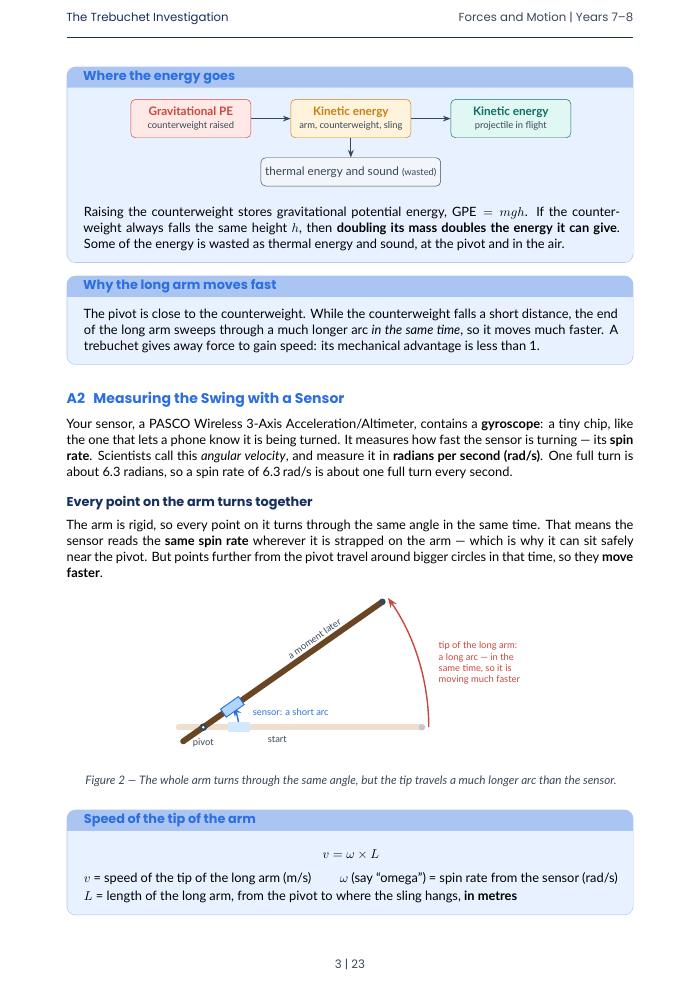 The Trebuchet Investigation
Forces and Motion | Years 7–8
Where the energy goes
Gravitational PE
counterweight raised
Kinetic energy
arm, counterweight, sling
Kinetic energy
projectile in flight
thermal energy and sound (wasted)
Raising the counterweight stores gravitational potential energy, GPE = mgh. If the counter-
weight always falls the same height h, then doubling its mass doubles the energy it can give.
Some of the energy is wasted as thermal energy and sound, at the pivot and in the air.
Why the long arm moves fast
The pivot is close to the counterweight. While the counterweight falls a short distance, the end
of the long arm sweeps through a much longer arc in the same time, so it moves much faster. A
trebuchet gives away force to gain speed: its mechanical advantage is less than 1.
A2 Measuring the Swing with a Sensor
Your sensor, a PASCO Wireless 3-Axis Acceleration/Altimeter, contains a gyroscope: a tiny chip, like
the one that lets a phone know it is being turned. It measures how fast the sensor is turning — its spin
rate. Scientists call this angular velocity, and measure it in radians per second (rad/s). One full turn is
about 6.3 radians, so a spin rate of 6.3 rad/s is about one full turn every second.
Every point on the arm turns together
The arm is rigid, so every point on it turns through the same angle in the same time. That means the
sensor reads the same spin rate wherever it is strapped on the arm — which is why it can sit safely
near the pivot. But points further from the pivot travel around bigger circles in that time, so they move
faster.
a moment later
tip of the long arm:
a long arc — in the
same time, so it is
moving much faster
sensor: a short arc
pivot
start
Figure 2 — The whole arm turns through the same angle, but the tip travels a much longer arc than the sensor.
Speed of the tip of the arm
v = ω × L
v = speed of the tip of the long arm (m/s) ω (say “omega”) = spin rate from the sensor (rad/s)
L = length of the long arm, from the pivot to where the sling hangs, in metres
3 | 23